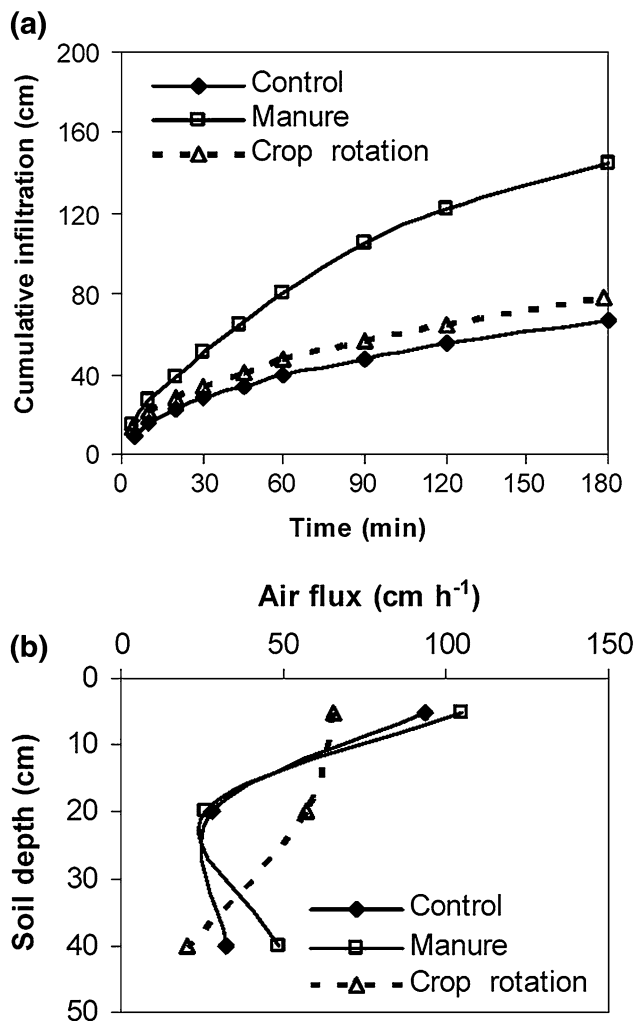 (a)
200
160
120
80
40
0
Cumulative infiltration (cm)
Control
Manure
Crop rotation
0 30 60 90 120 150 180
Time (min)
Air flux (cm h⁻¹)
(b)
0 50 100 150
0
10
20
30
40
50
Soil depth (cm)
Control
Manure
Crop rotation